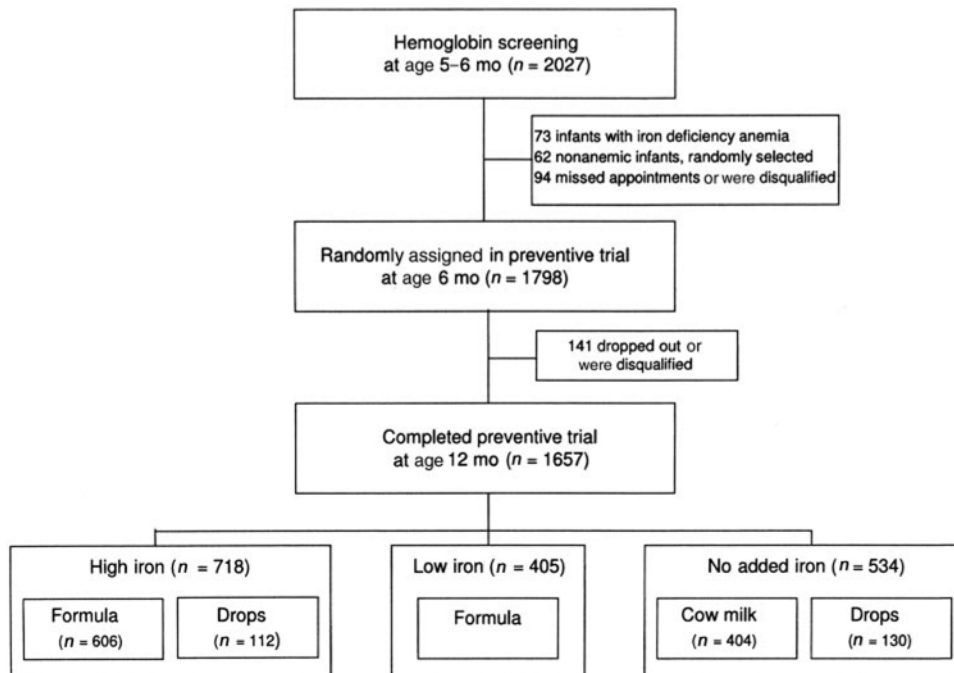 Hemoglobin screening
at age 5–6 mo (n = 2027)
73 infants with iron deficiency anemia
62 nonanemic infants, randomly selected
94 missed appointments or were disqualified
Randomly assigned in preventive trial
at age 6 mo (n = 1798)
141 dropped out or
were disqualified
Completed preventive trial
at age 12 mo (n = 1657)
High iron (n = 718)
Formula
(n = 606)
Drops
(n = 112)
Low iron (n = 405)
Formula
No added iron (n = 534)
Cow milk
(n = 404)
Drops
(n = 130)